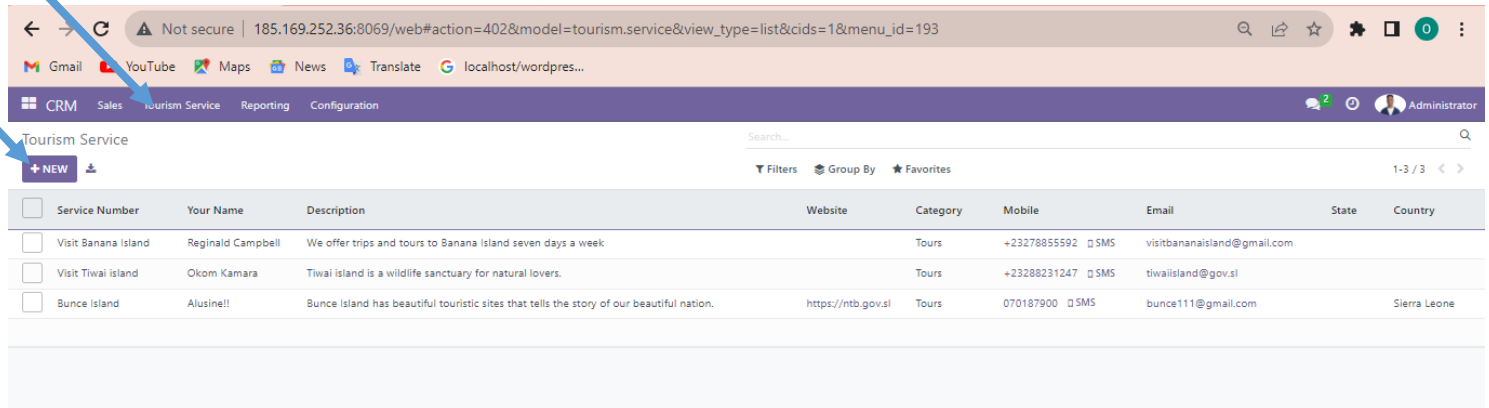 Not secure | 185.169.252.36:8069/web#action=402&model=tourism.service&view_type=list&cids=1&menu_id=193 O
Gmail YouTube Maps News Translate localhost/wordpres...
CRM Sales Tourism Service Reporting Configuration 2 Administrator
Tourism Service Search...
+ NEW Filters Group By Favorites 1-3 / 3
Service Number Your Name Description Website Category Mobile Email State Country
Visit Banana Island Reginald Campbell We offer trips and tours to Banana Island seven days a week Tours +23278855592 SMS visitbananaisland@gmail.com
Visit Tiwai island Okom Kamara Tiwai island is a wildlife sanctuary for natural lovers. Tours +23288231247 SMS tiwaiisland@gov.sl
Bunce Island Alusine!! Bunce Island has beautiful touristic sites that tells the story of our beautiful nation. https://ntb.gov.sl Tours 070187900 SMS bunce111@gmail.com Sierra Leone